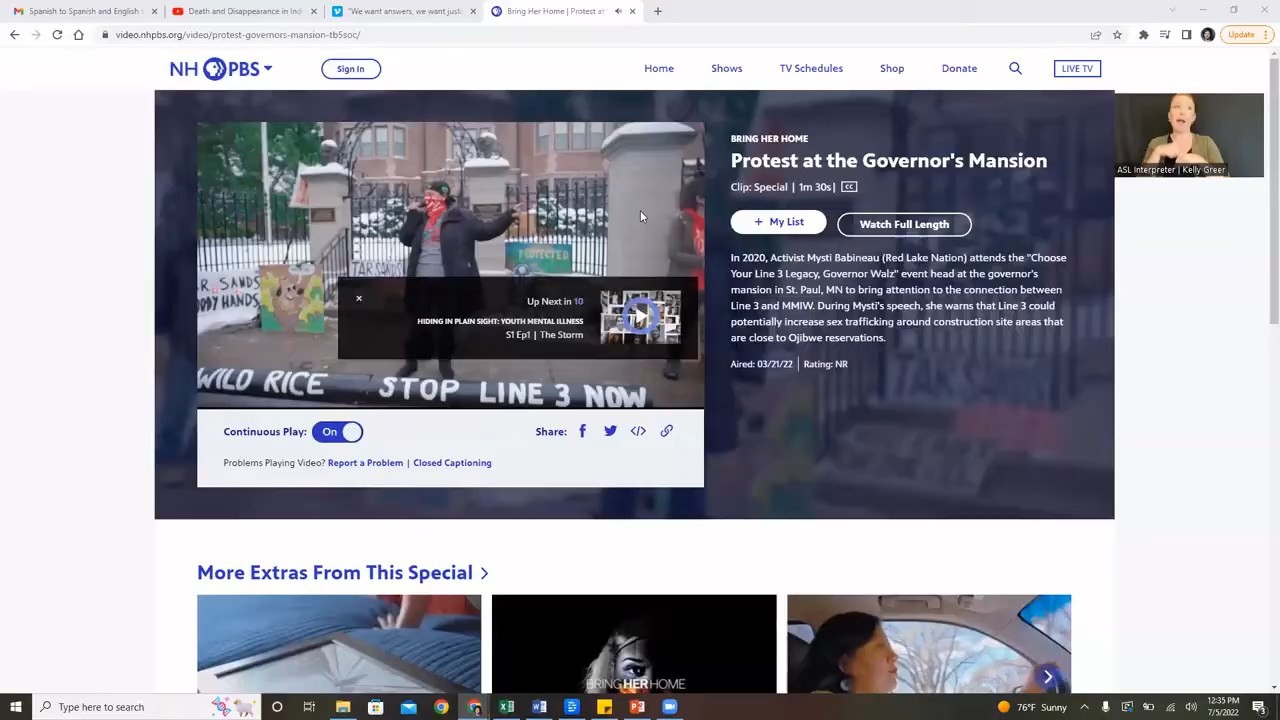 Spanish to Spanish and English
Death and Disappearance in Ind
"We want answers, we want just
Bring Her Home | Protest at
Update
video.nhpbs.org/video/protest-governors-mansion-tb5soc/
NH PBS
Sign In
Home
Shows
TV Schedules
Shop
Donate
LIVE TV
BRING HER HOME
Protest at the Governor's Mansion
Clip: Special | 1m 30s | CC
+ My List
Watch Full Length
In 2020, Activist Mysti Babineau (Red Lake Nation) attends the "Choose
Your Line 3 Legacy, Governor Walz" event head at the governor's
mansion in St. Paul, MN to bring attention to the connection between
Line 3 and MMIW. During Mysti's speech, she warns that Line 3 could
potentially increase sex trafficking around construction site areas that
are close to Ojibwe reservations.
Aired: 03/21/22 | Rating: NR
ASL Interpreter | Kelly Greer
TAR SANDS
HANDS
PROTECTED
Up Next in 10
HIDING IN PLAIN SIGHT: YOUTH MENTAL ILLNESS
S1 Ep1 | The Storm
WILD RICE STOP LINE 3 NOW
Continuous Play: On
Share:
Problems Playing Video? Report a Problem | Closed Captioning
More Extras From This Special
BRING HER HOME
Type here to search
76°F Sunny
12:35 PM
7/5/2022